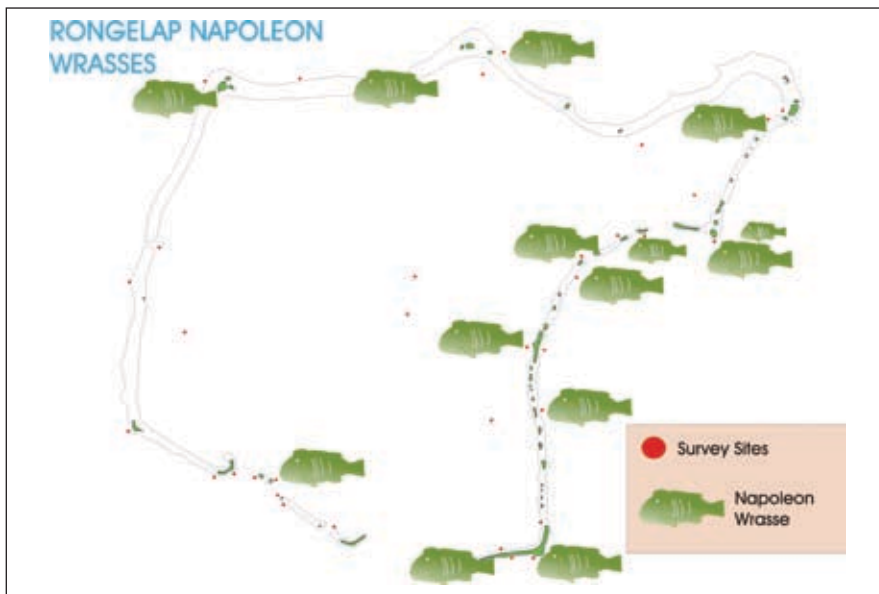 RONGELAP NAPOLEON
WRASSES
Survey Sites
Napoleon
Wrasse